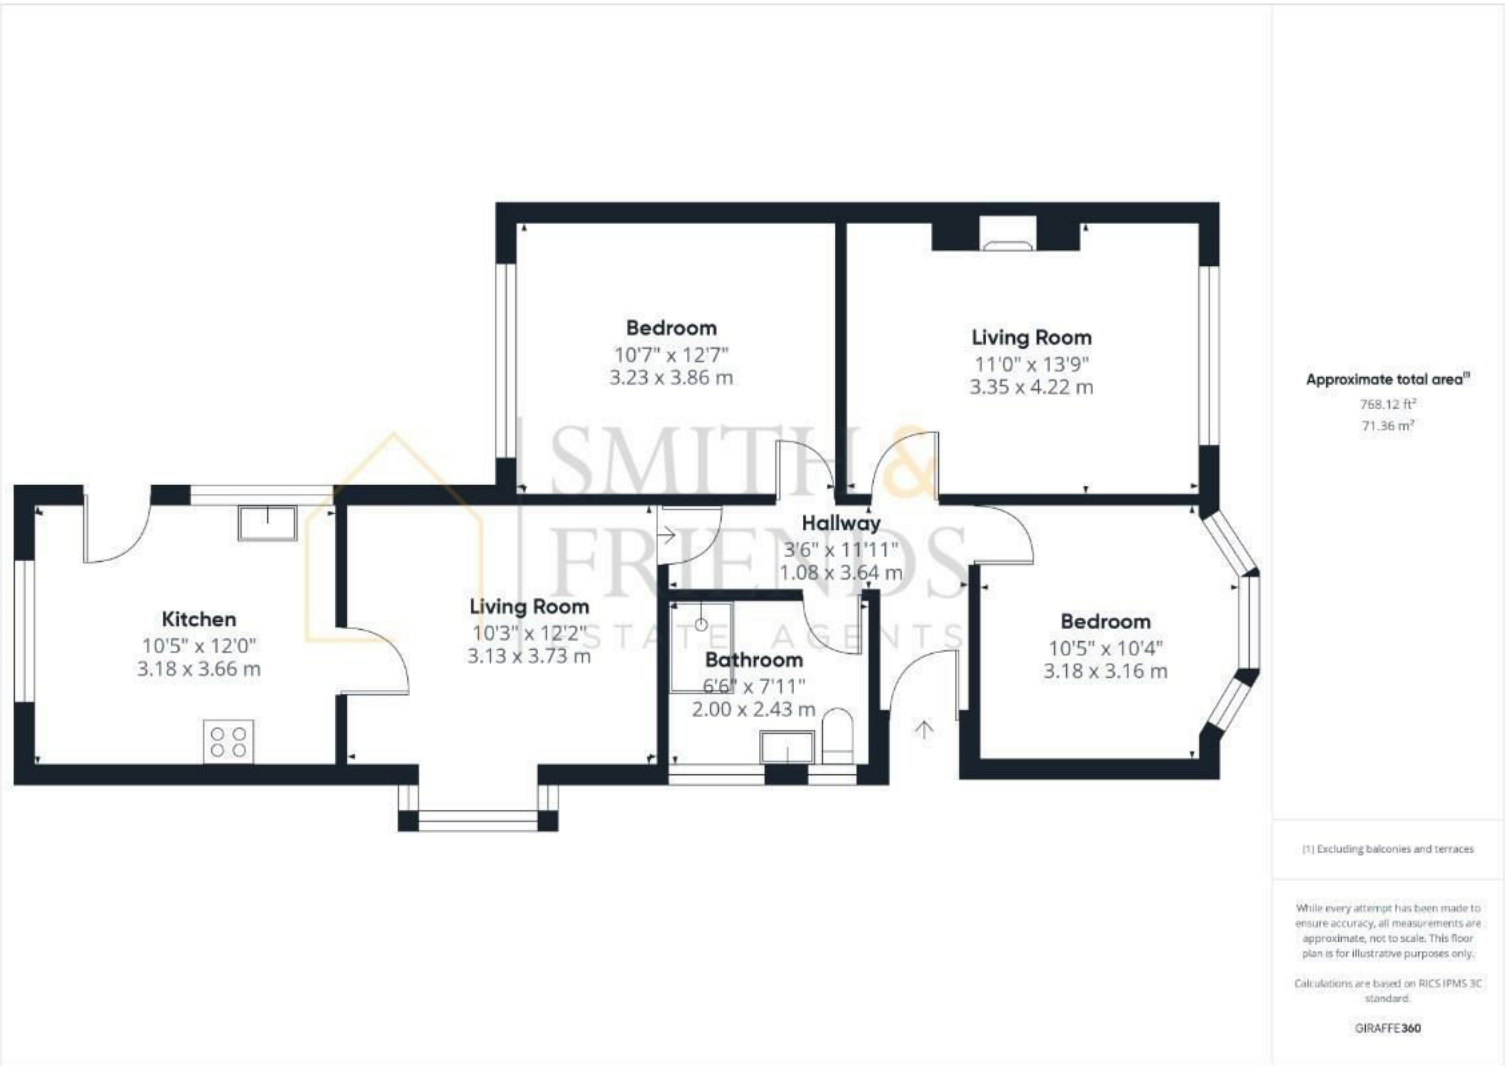 Bedroom
10'7" x 12'7"
3.23 x 3.86 m
Living Room
11'0" x 13'9"
3.35 x 4.22 m
SMITH &
FRIENDS
ESTATE AGENTS
Hallway
3'6" x 11'11"
1.08 x 3.64 m
Kitchen
10'5" x 12'0"
3.18 x 3.66 m
Living Room
10'3" x 12'2"
3.13 x 3.73 m
Bathroom
6'6" x 7'11"
2.00 x 2.43 m
Bedroom
10'5" x 10'4"
3.18 x 3.16 m
Approximate total area(1)
768.12 ft²
71.36 m²
(1) Excluding balconies and terraces
While every attempt has been made to
ensure accuracy, all measurements are
approximate, not to scale. This floor
plan is for illustrative purposes only.
Calculations are based on RICS IPMS 3C
standard.
GIRAFFE360